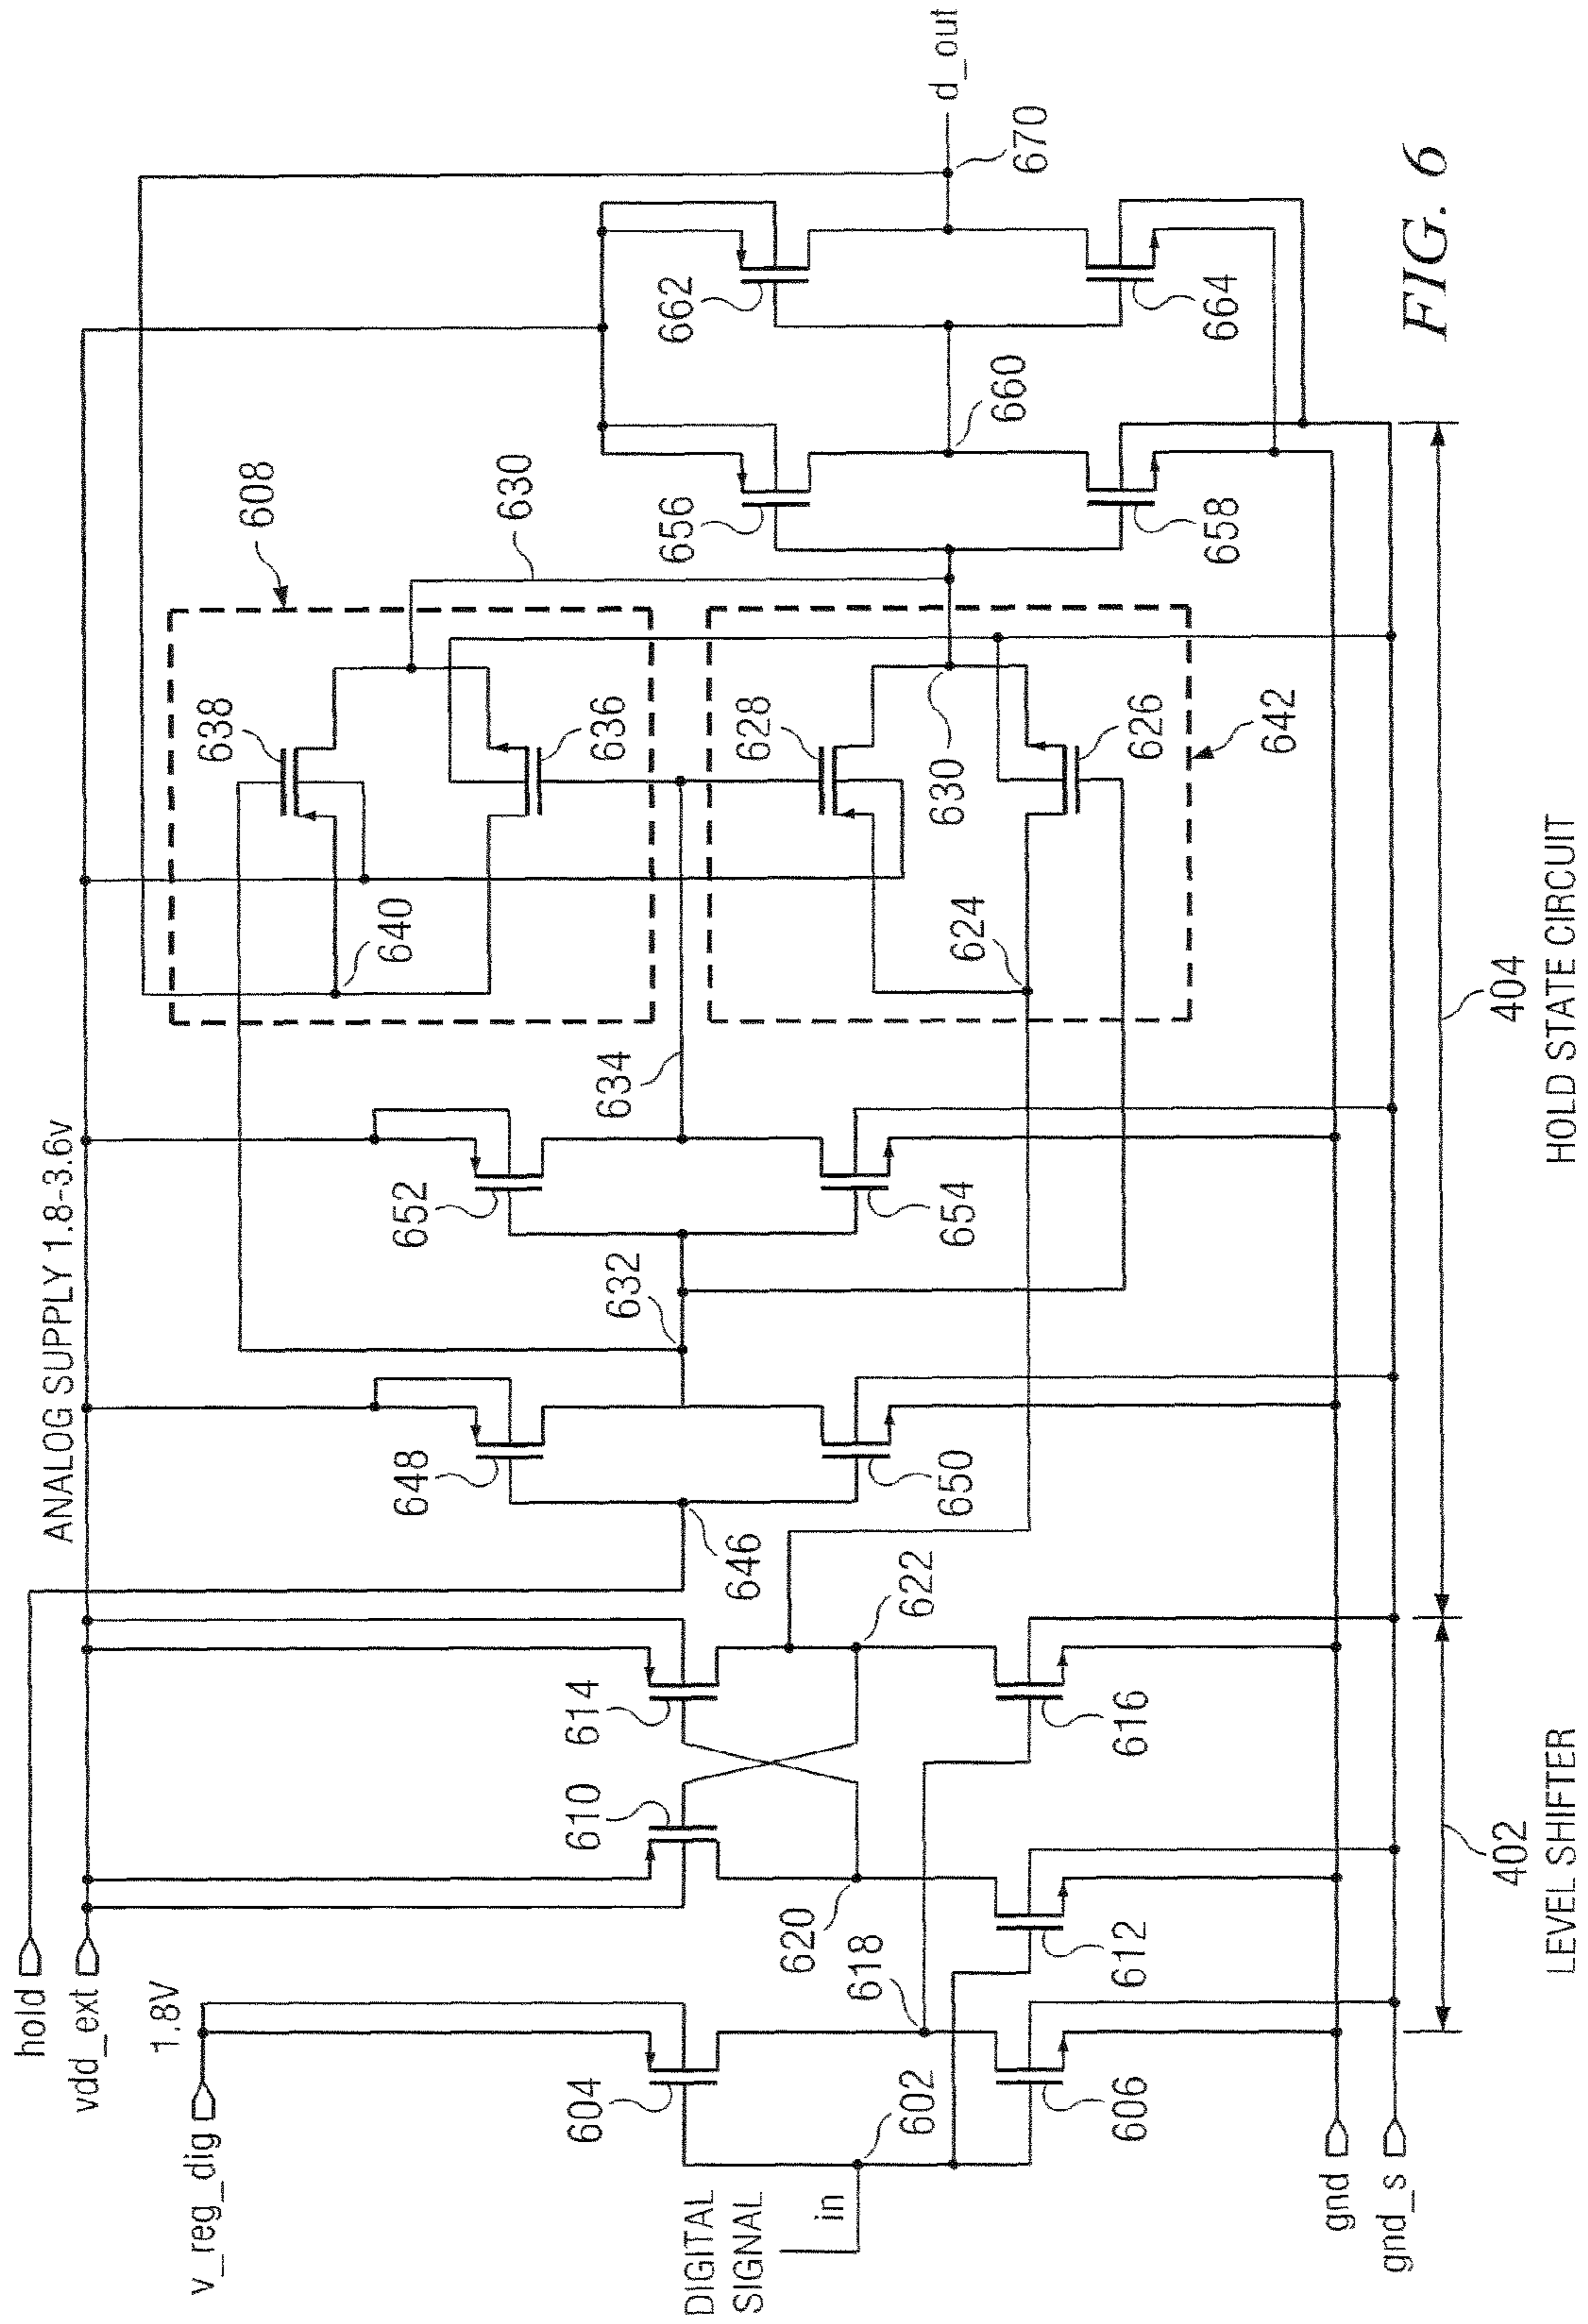 hold
vdd_ext
ANALOG SUPPLY 1.8-3.6v
v_reg_dig
1.8V
608
638
640
636
630
628
630
624
626
642
634
652
654
632
648
650
646
614
622
616
610
620
618
612
604
602
606
DIGITAL
SIGNAL
in
656
658
660
662
664
670
d_out
gnd
gnd_s
402
LEVEL SHIFTER
404
HOLD STATE CIRCUIT
FIG. 6